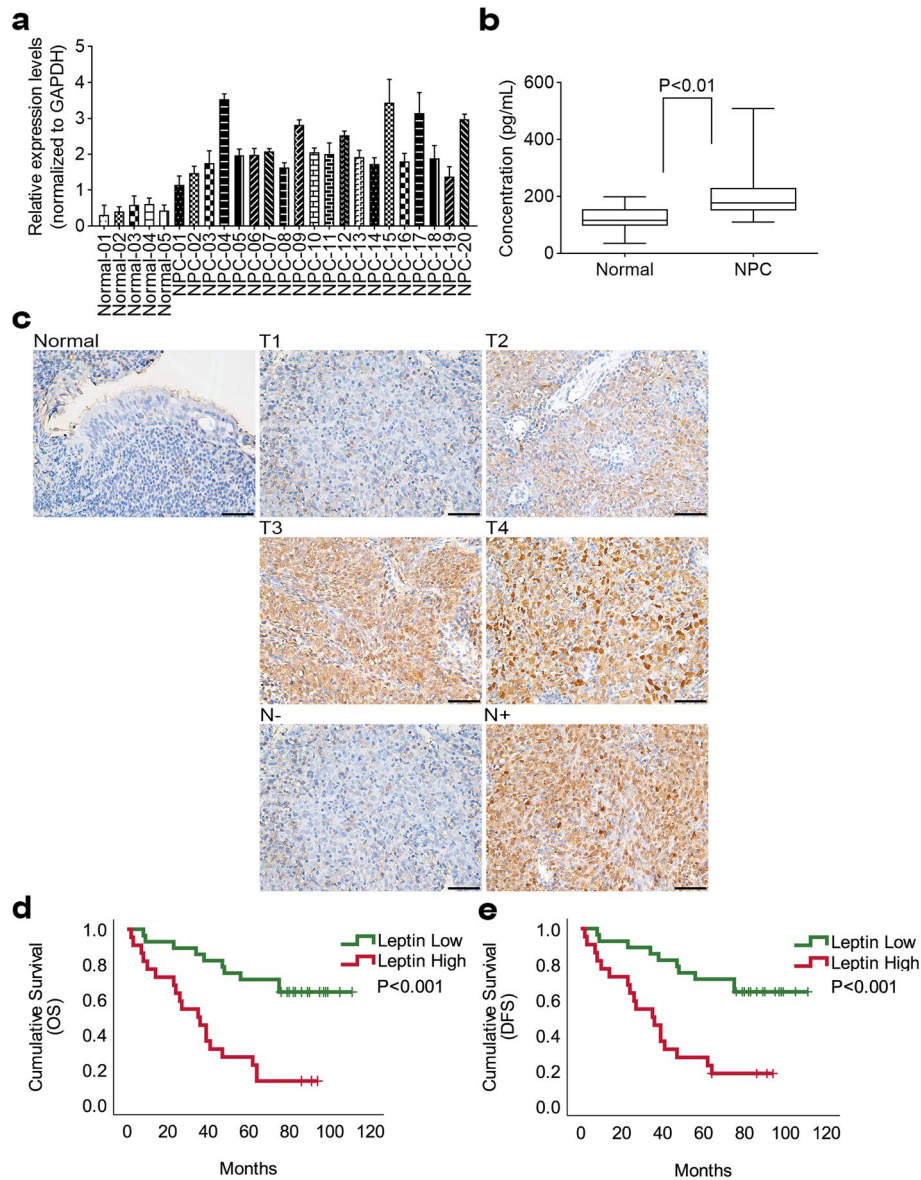 a
Relative expression levels
(normalized to GAPDH)
5
4
3
2
1
0
Normal-01
Normal-02
Normal-03
Normal-04
Normal-05
NPC-01
NPC-02
NPC-03
NPC-04
NPC-05
NPC-06
NPC-07
NPC-08
NPC-09
NPC-10
NPC-11
NPC-12
NPC-13
NPC-14
NPC-15
NPC-16
NPC-17
NPC-18
NPC-19
NPC-20
b
Concentration (pg/mL)
600
400
200
0
P<0.01
Normal
NPC
c
Normal
T1
T2
T3
T4
N-
N+
d
Cumulative Survival
(OS)
1.0
0.8
0.6
0.4
0.2
0.0
Leptin Low
Leptin High
P<0.001
0 20 40 60 80 100 120
Months
e
Cumulative Survival
(DFS)
1.0
0.8
0.6
0.4
0.2
0.0
Leptin Low
Leptin High
P<0.001
0 20 40 60 80 100 120
Months